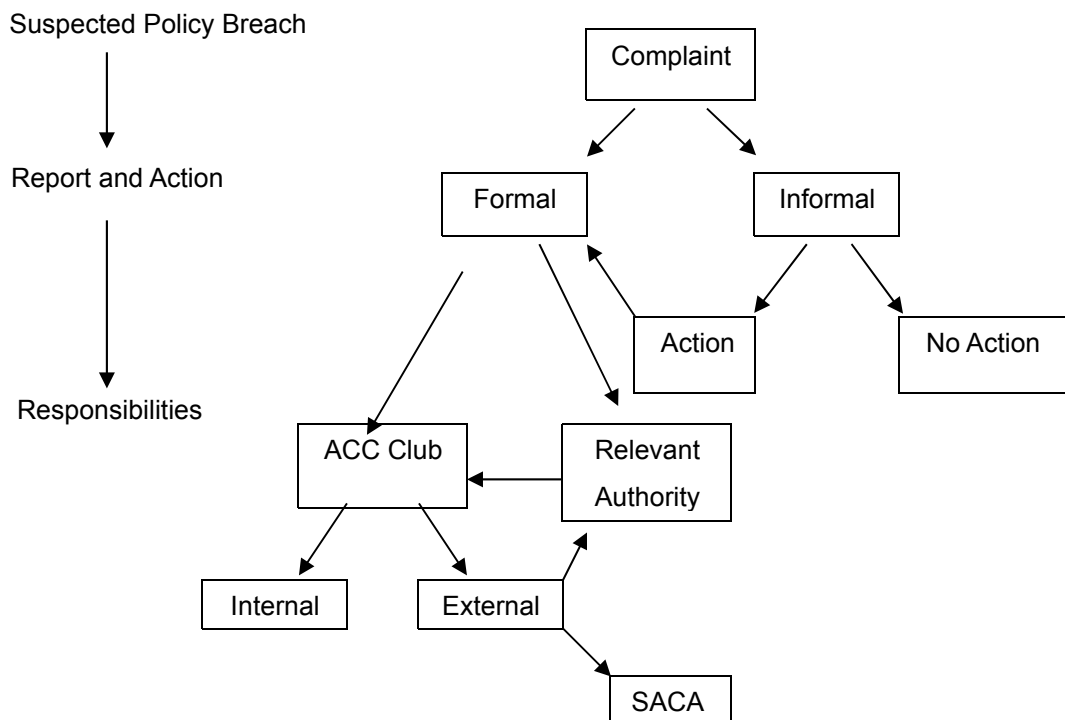 Suspected Policy Breach
Complaint
Report and Action
Formal
Informal
Action
No Action
Responsibilities
ACC Club
Relevant
Authority
Internal
External
SACA